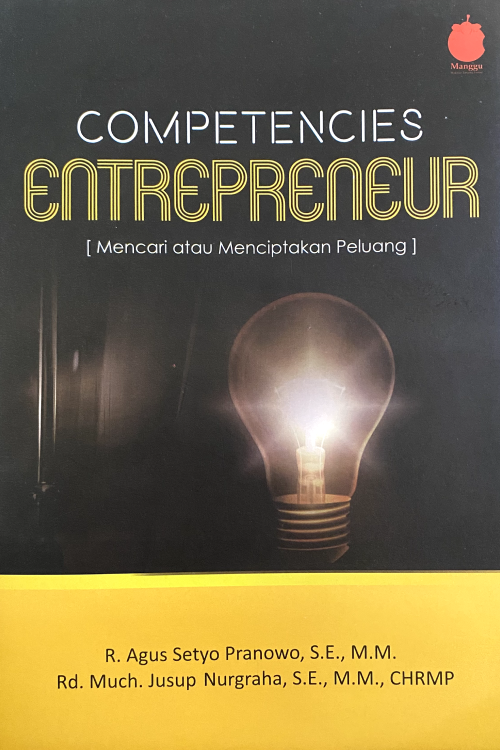 Manggu
COMPETENCIES
ENTREPRENEUR
[ Mencari atau Menciptakan Peluang ]
R. Agus Setyo Pranowo, S.E., M.M.
Rd. Much. Jusup Nurgraha, S.E., M.M., CHRMP